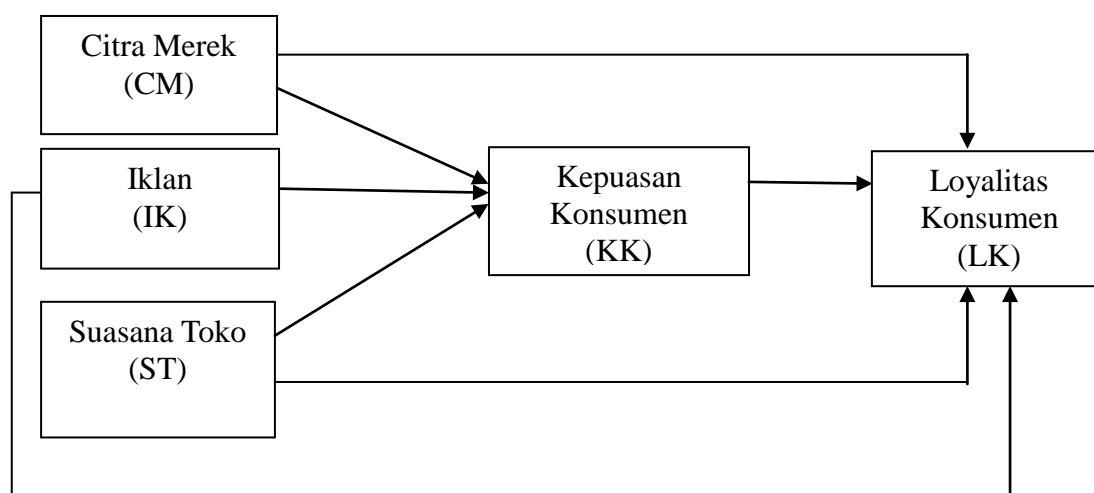 Citra Merek
(CM)
Iklan
(IK)
Suasana Toko
(ST)
Kepuasan
Konsumen
(KK)
Loyalitas
Konsumen
(LK)